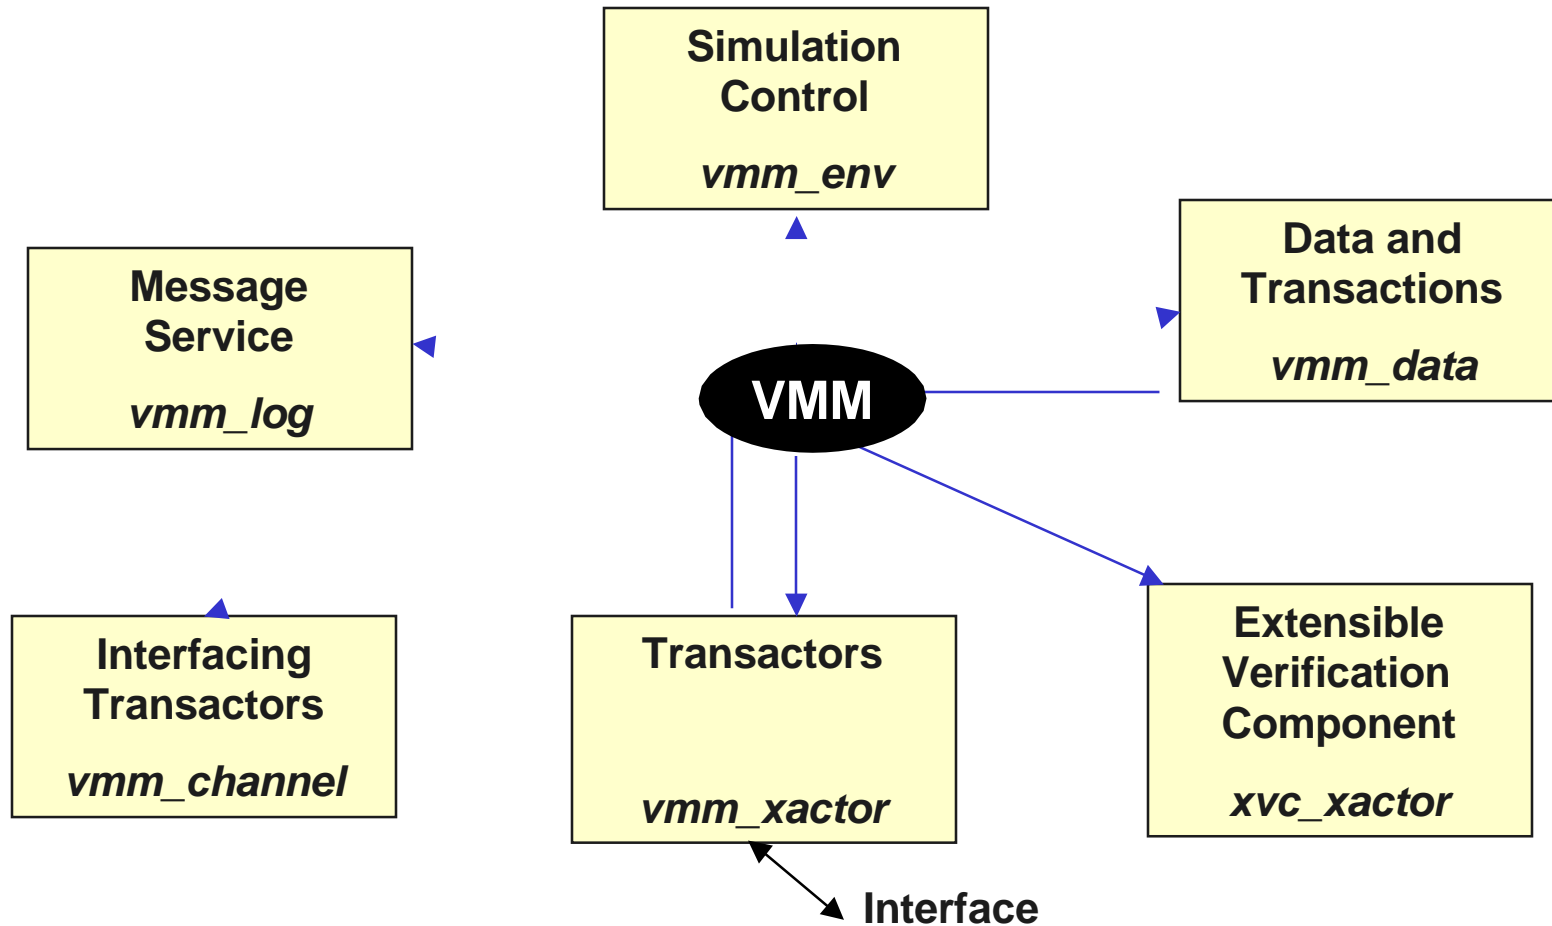 Simulation
Control
vmm_env
Message
Service
vmm_log
Data and
Transactions
vmm_data
VMM
Interfacing
Transactors
vmm_channel
Transactors
vmm_xactor
Extensible
Verification
Component
xvc_xactor
Interface